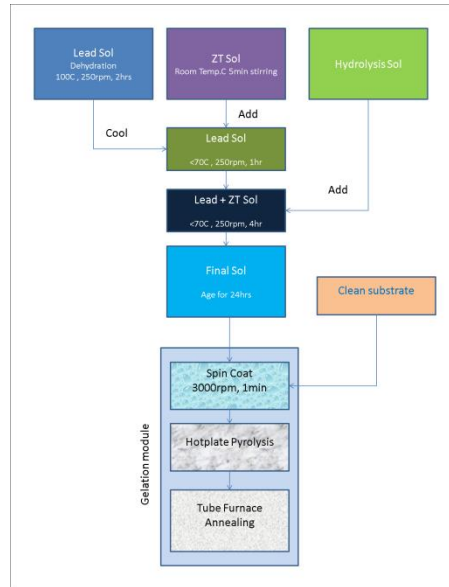 Lead Sol
Dehydration
100C , 250rpm, 2hrs
ZT Sol
Room Temp.C 5min stirring
Hydrolysis Sol
Cool
Add
Lead Sol
<70C , 250rpm, 1hr
Add
Lead + ZT Sol
<70C , 250rpm, 4hr
Final Sol
Age for 24hrs
Clean substrate
Gelation module
Spin Coat
3000rpm, 1min
Hotplate Pyrolysis
Tube Furnace
Annealing